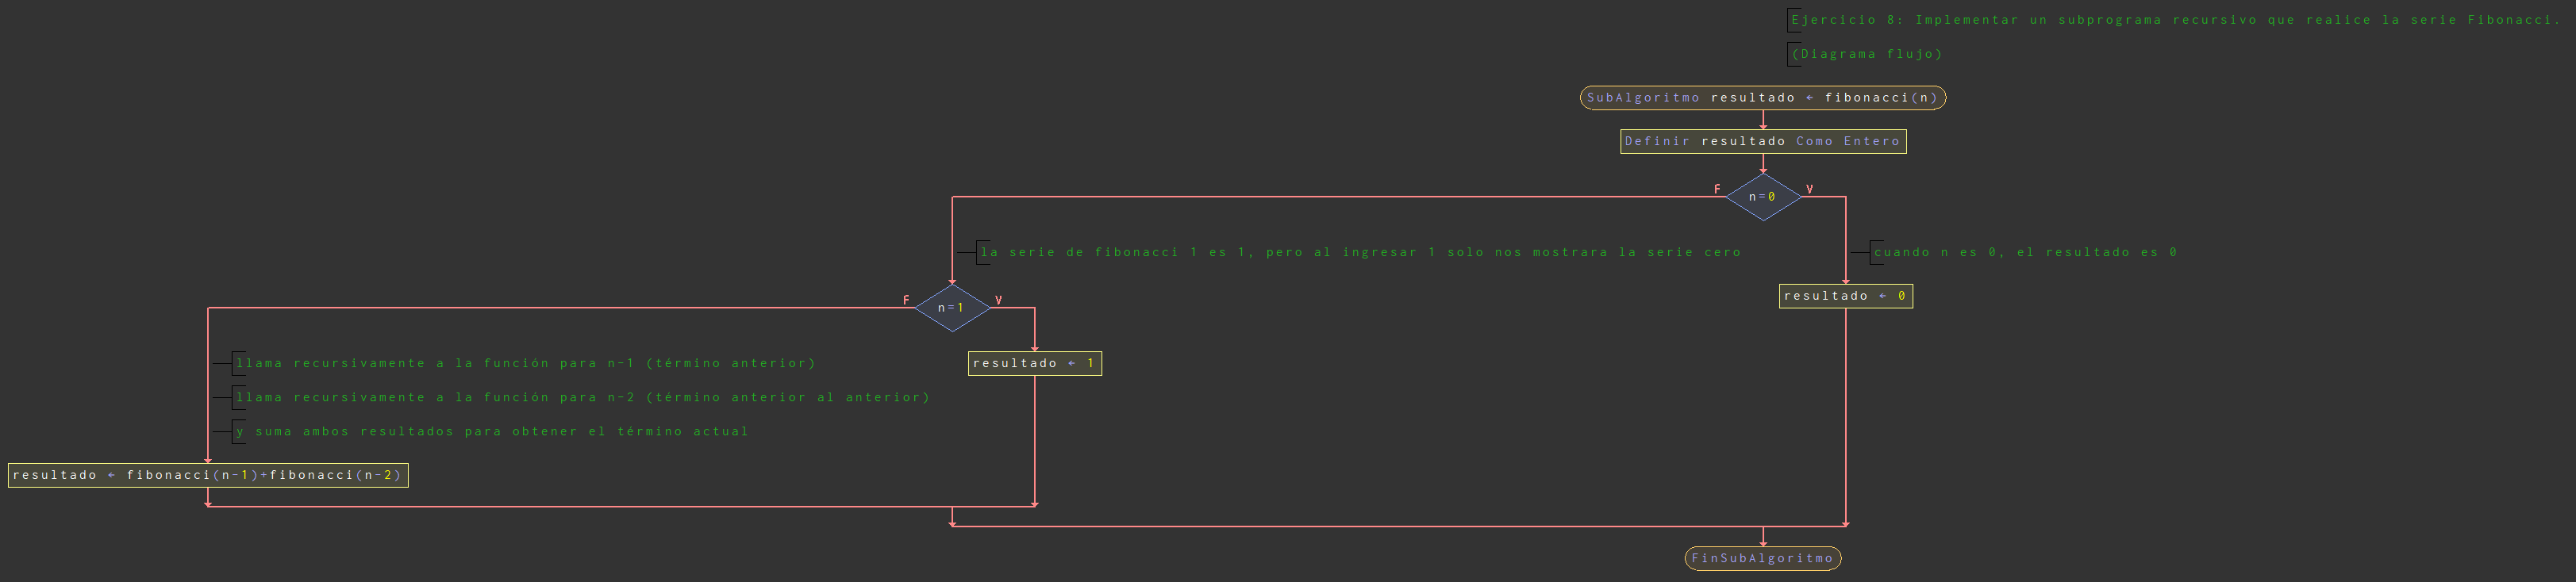 Ejercicio 8: Implementar un subprograma recursivo que realice la serie Fibonacci.
(Diagrama flujo)
SubAlgoritmo resultado ← fibonacci(n)
Definir resultado Como Entero
F
n=0
V
la serie de fibonacci 1 es 1, pero al ingresar 1 solo nos mostrara la serie cero
cuando n es 0, el resultado es 0
resultado ← 0
F
n=1
V
llama recursivamente a la función para n-1 (término anterior)
resultado ← 1
llama recursivamente a la función para n-2 (término anterior al anterior)
y suma ambos resultados para obtener el término actual
resultado ← fibonacci(n-1)+fibonacci(n-2)
FinSubAlgoritmo